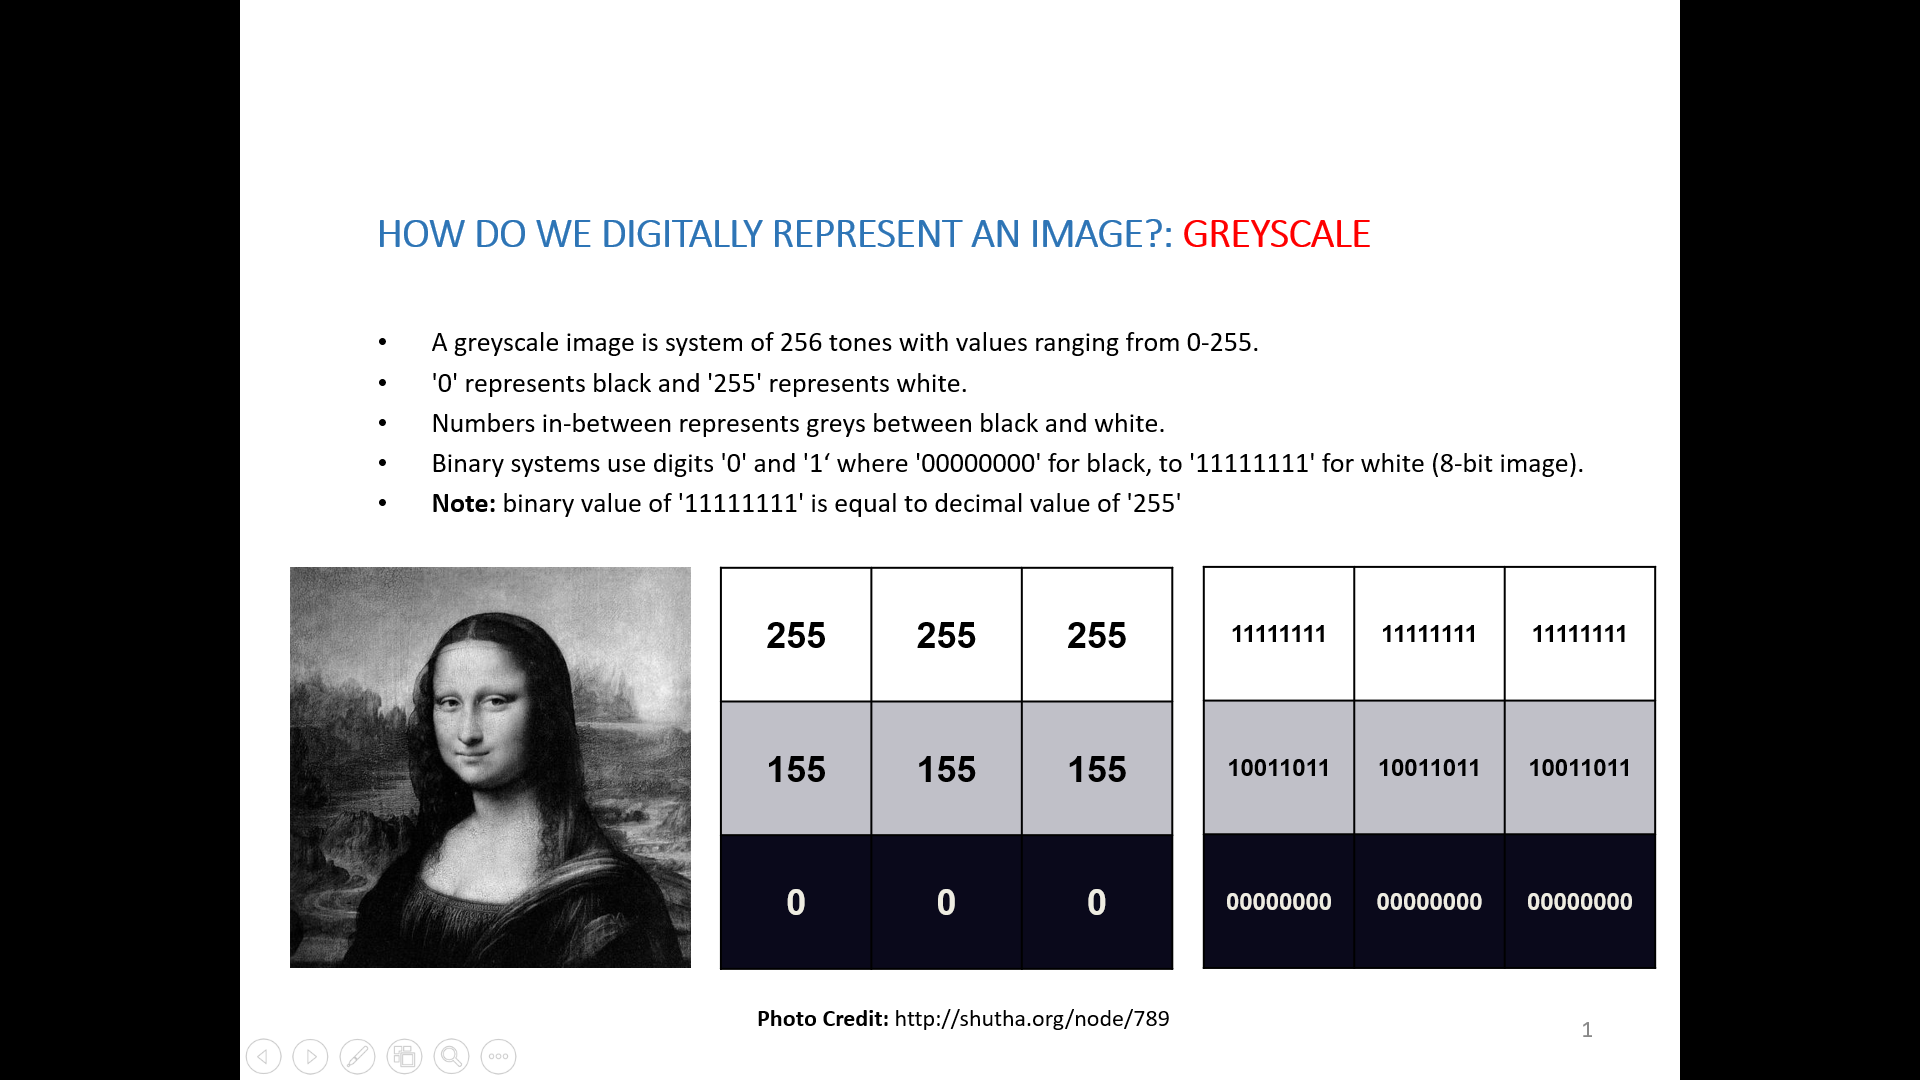 HOW DO WE DIGITALLY REPRESENT AN IMAGE?: GREYSCALE
• A greyscale image is system of 256 tones with values ranging from 0-255.
• '0' represents black and '255' represents white.
• Numbers in-between represents greys between black and white.
• Binary systems use digits '0' and '1‘ where '00000000' for black, to '11111111' for white (8-bit image).
• Note: binary value of '11111111' is equal to decimal value of '255'
255 255 255
155 155 155
0 0 0
11111111 11111111 11111111
10011011 10011011 10011011
00000000 00000000 00000000
Photo Credit: http://shutha.org/node/789
1